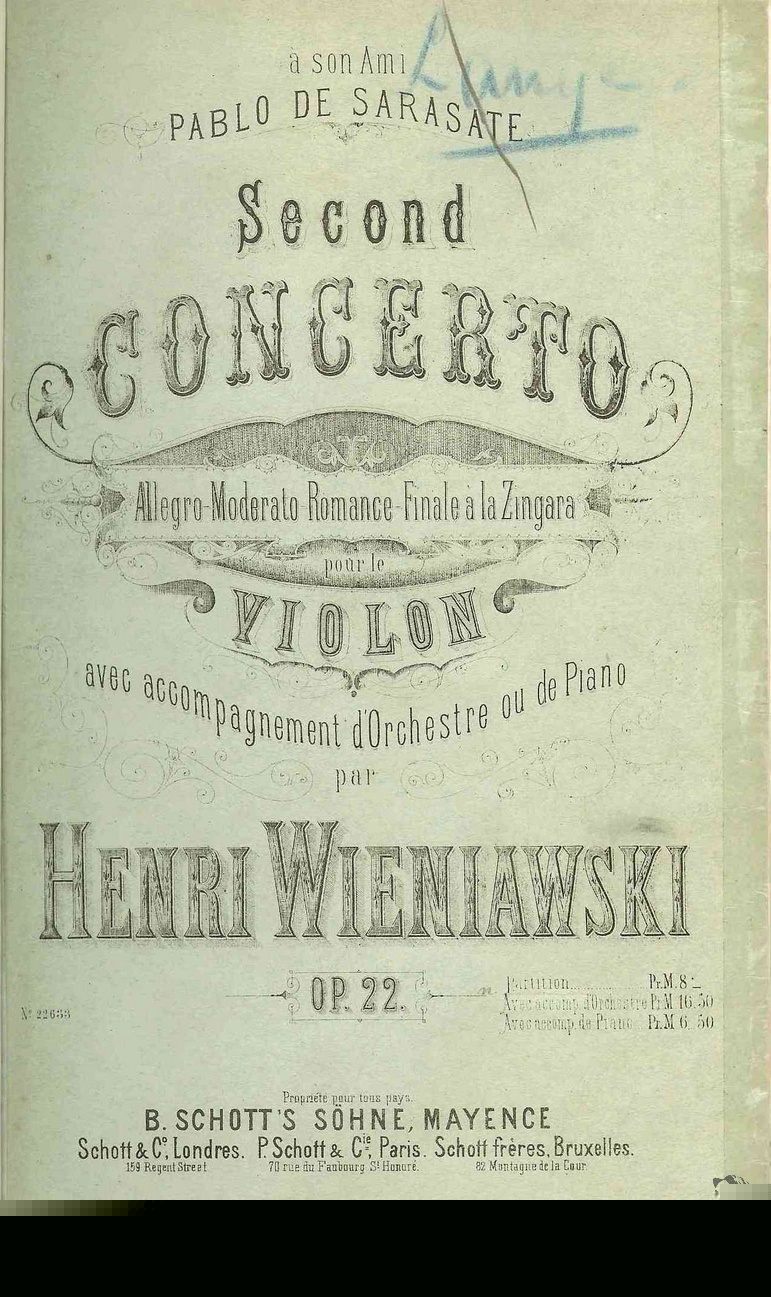 à son Ami
PABLO DE SARASATE
Second
CONCERTO
Allegro-Moderato-Romance-Finale à la Zingara
pour le
VIOLON
avec accompagnement d'Orchestre ou de Piano
par
HENRI WIENIAWSKI
OP. 22.
Partition........... Pr. M. 8 –
Avec accomp. d'Orchestre Pr. M 16. 50
Avec accomp. de Piano Pr. M 6. 50
Propriété pour tous pays.
B. SCHOTT'S SÖHNE, MAYENCE
Schott & Cº, Londres. P. Schott & Cie, Paris. Schott frères, Bruxelles.
159 Regent Street 70 rue du Faubourg St Honoré. 82 Montagne de la Cour